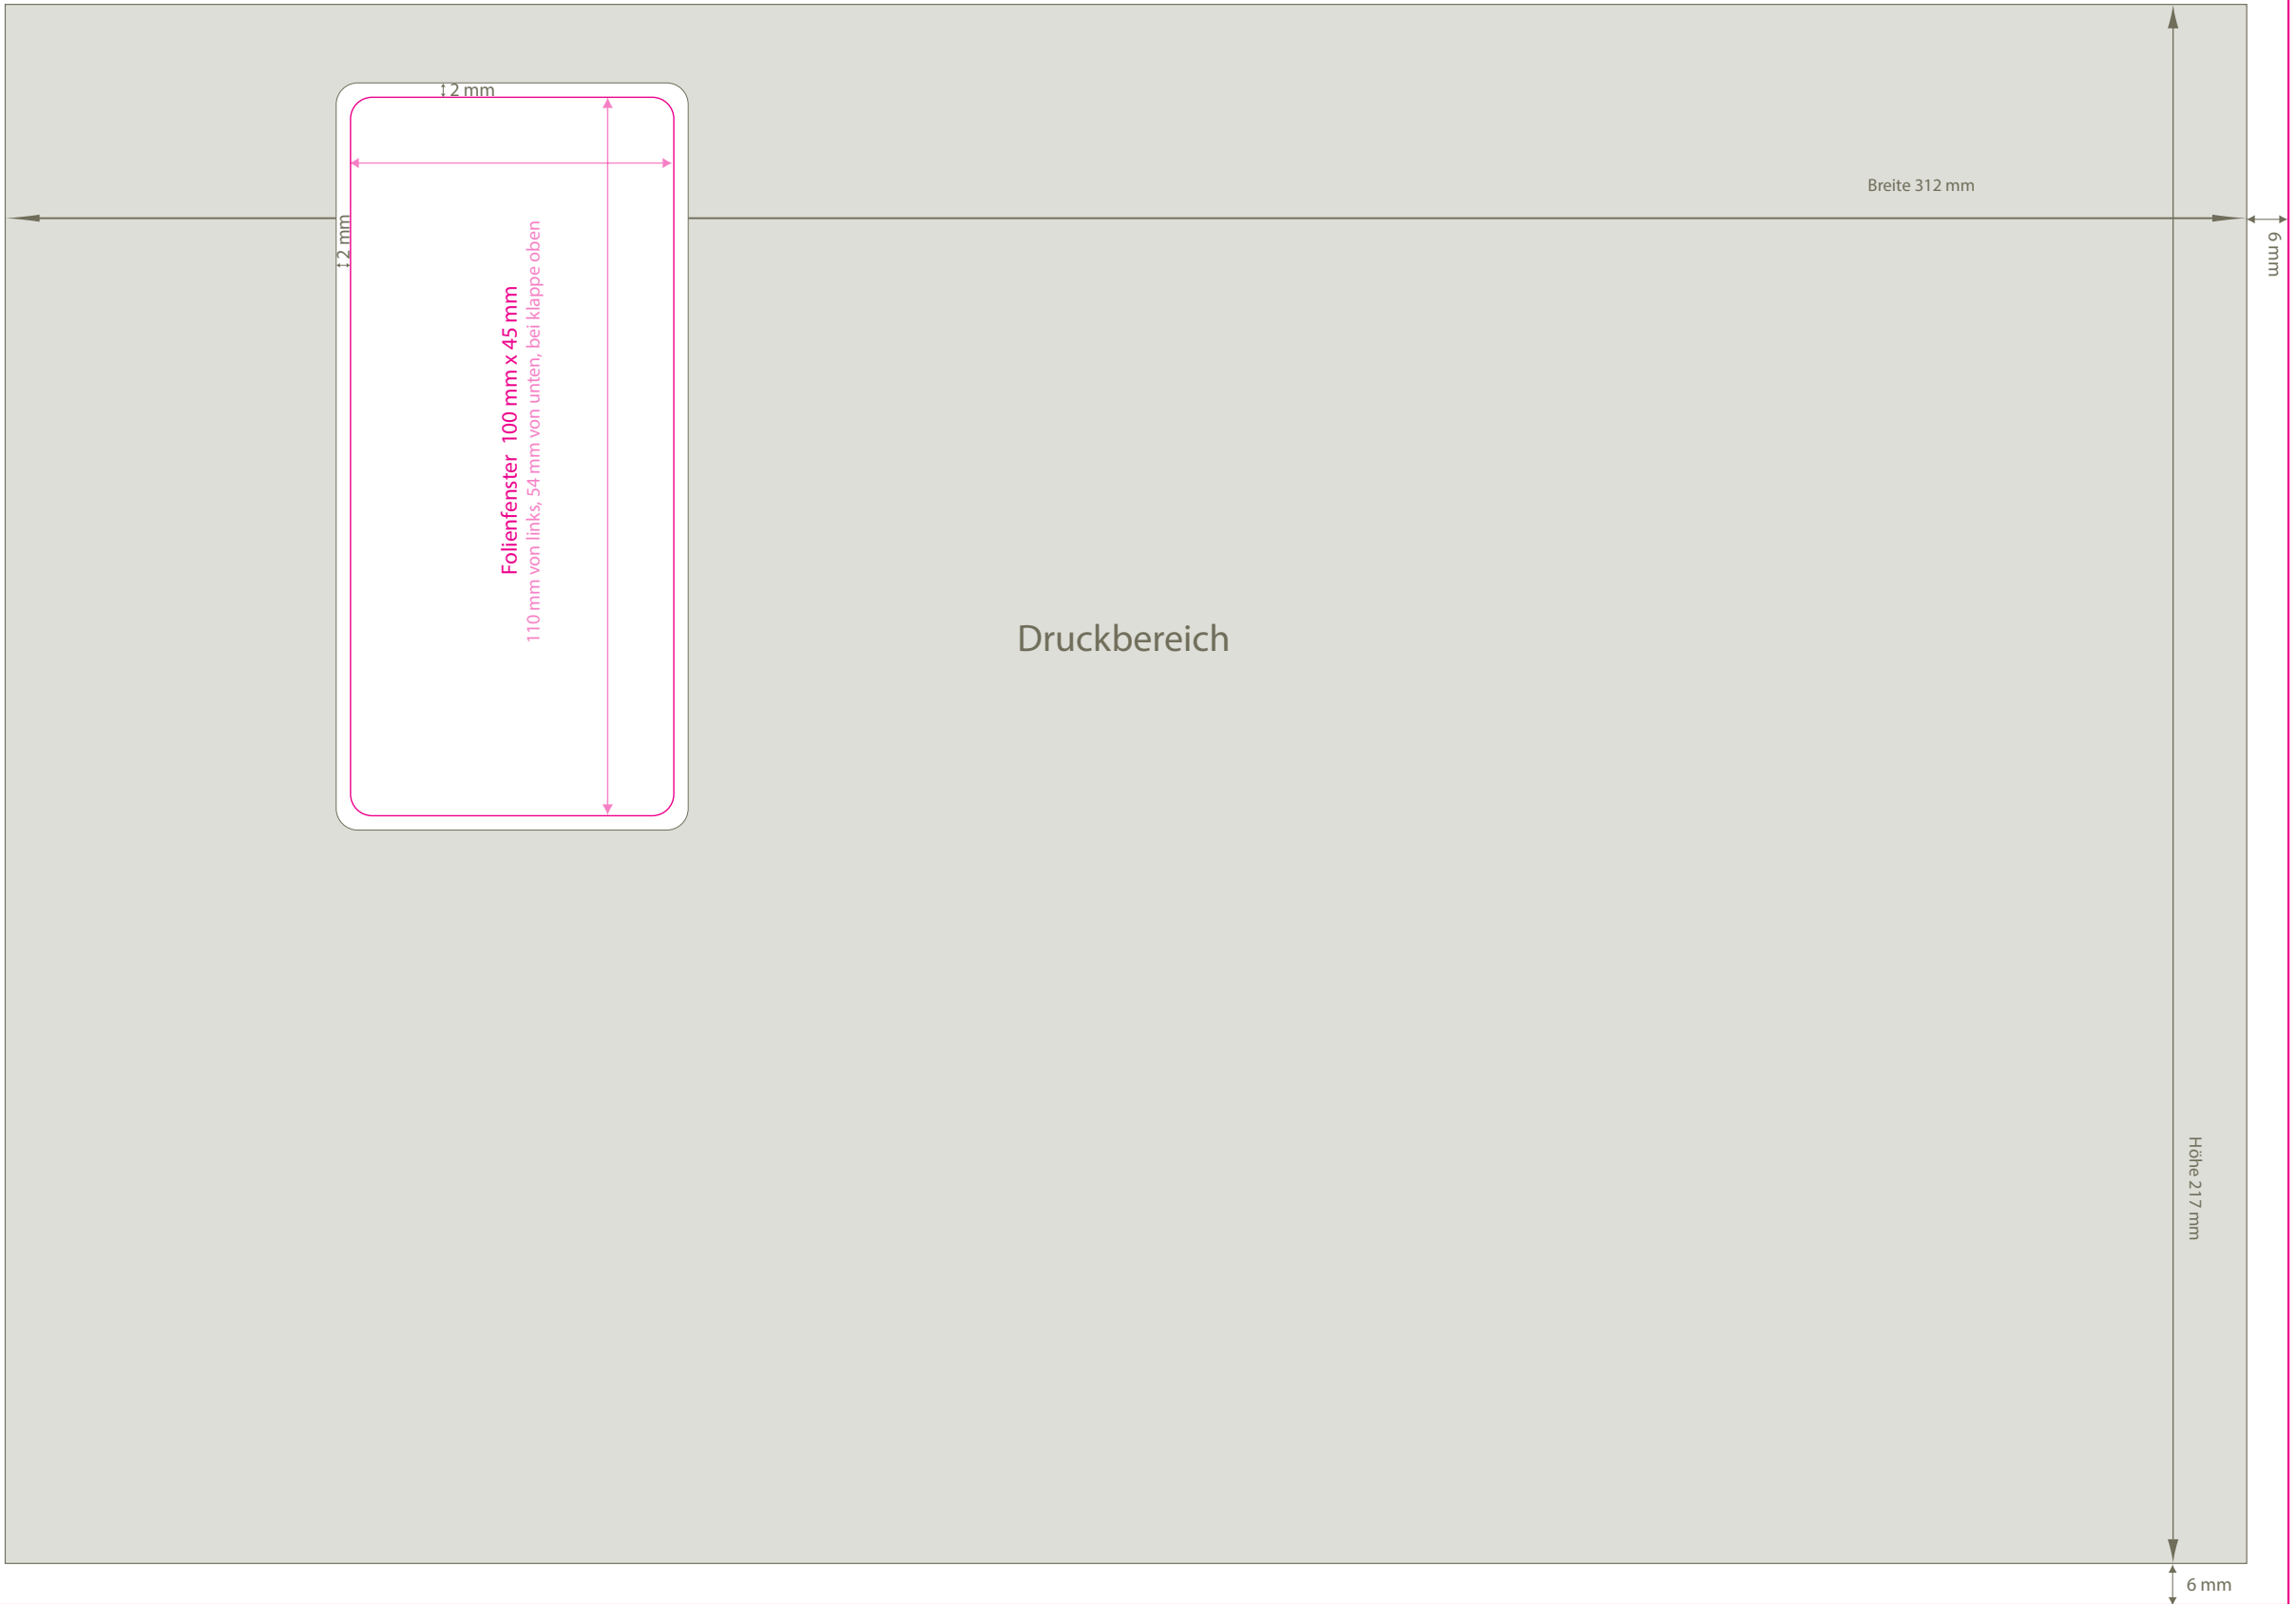 2 mm
Breite 312 mm
2 mm
6 mm
Folienfenster 100 mm x 45 mm
110 mm von links, 54 mm von unten, bei klappe oben
Druckbereich
Höhe 217 mm
6 mm